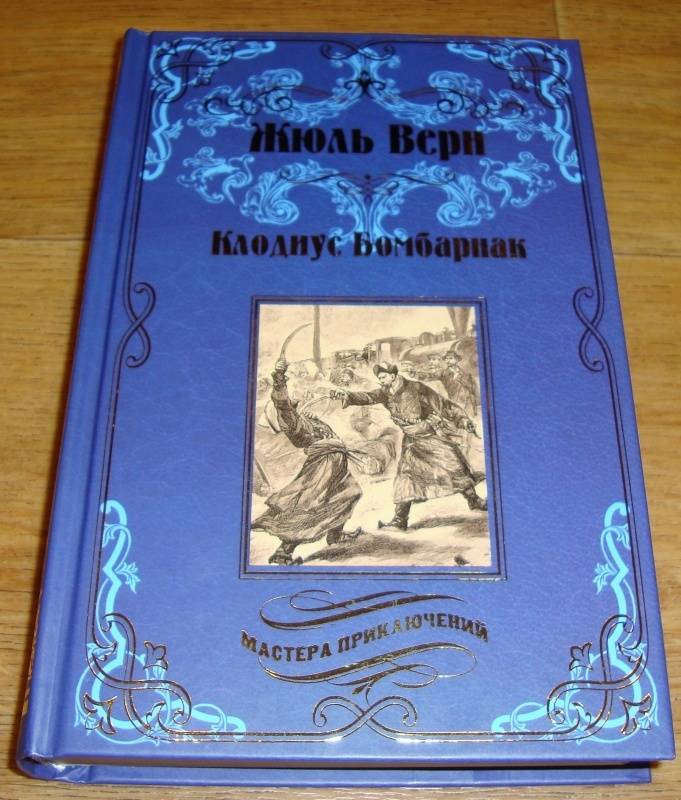 Жюль Верн
Клодиус Бомбарнак
МАСТЕРА ПРИКЛЮЧЕНИЙ